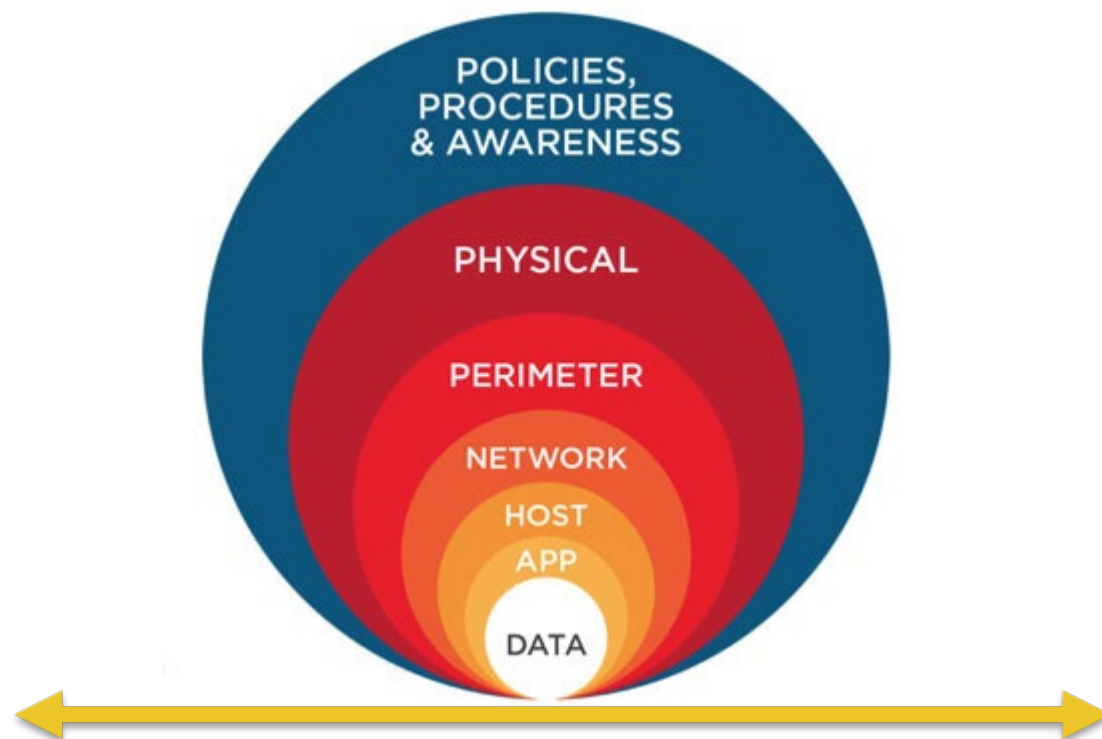 POLICIES,
PROCEDURES
& AWARENESS
PHYSICAL
PERIMETER
NETWORK
HOST
APP
DATA